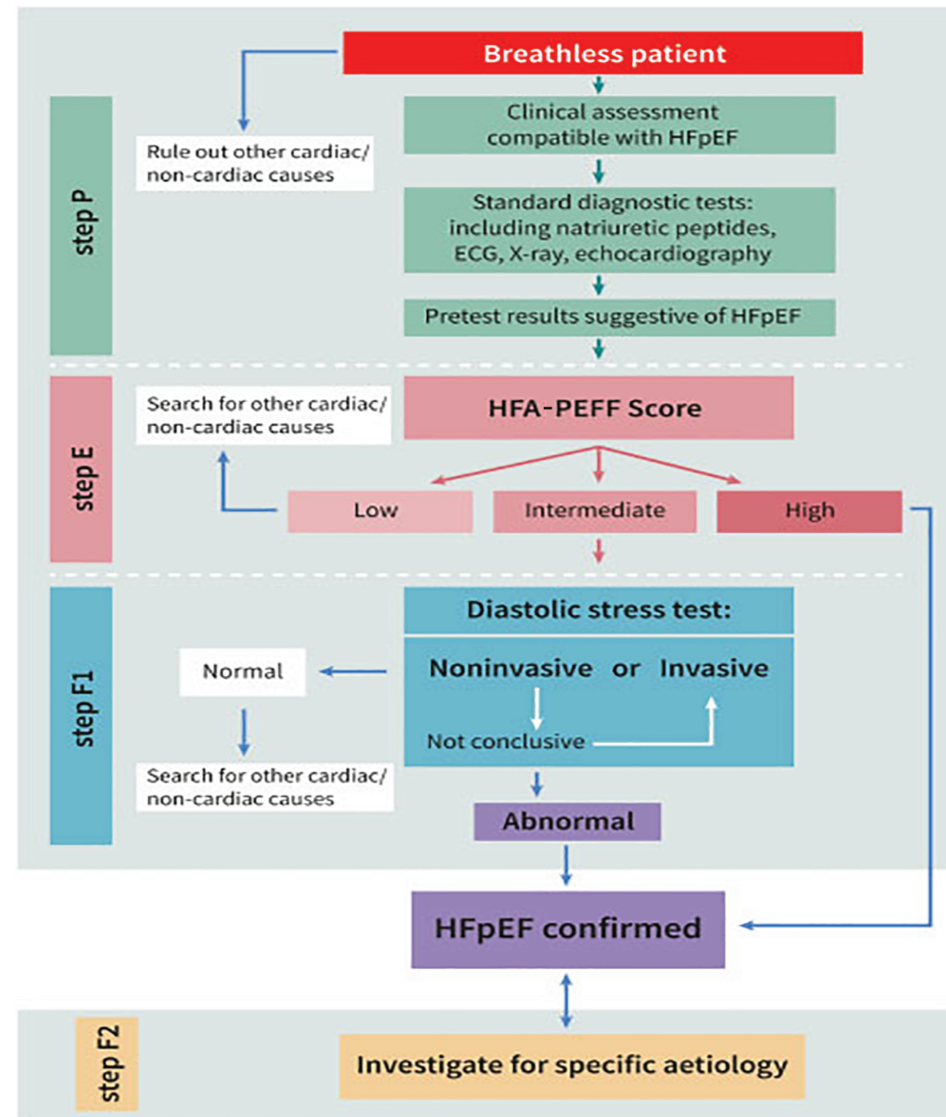 Breathless patient
step P
Clinical assessment
compatible with HFpEF
Rule out other cardiac/
non-cardiac causes
Standard diagnostic tests:
including natriuretic peptides,
ECG, X-ray, echocardiography
Pretest results suggestive of HFpEF
step E
HFA-PEFF Score
Search for other cardiac/
non-cardiac causes
Low
Intermediate
High
step F1
Diastolic stress test:
Noninvasive or Invasive
Normal
Not conclusive
Search for other cardiac/
non-cardiac causes
Abnormal
HFpEF confirmed
step F2
Investigate for specific aetiology